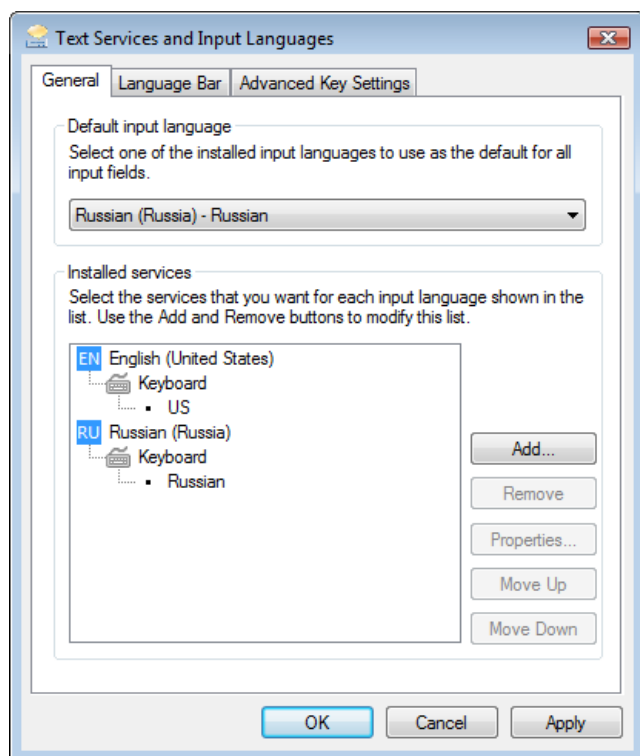 Text Services and Input Languages
General Language Bar Advanced Key Settings
Default input language
Select one of the installed input languages to use as the default for all
input fields.
Russian (Russia) - Russian
Installed services
Select the services that you want for each input language shown in the
list. Use the Add and Remove buttons to modify this list.
EN English (United States)
Keyboard
US
RU Russian (Russia)
Keyboard
Russian
Add...
Remove
Properties...
Move Up
Move Down
OK Cancel Apply